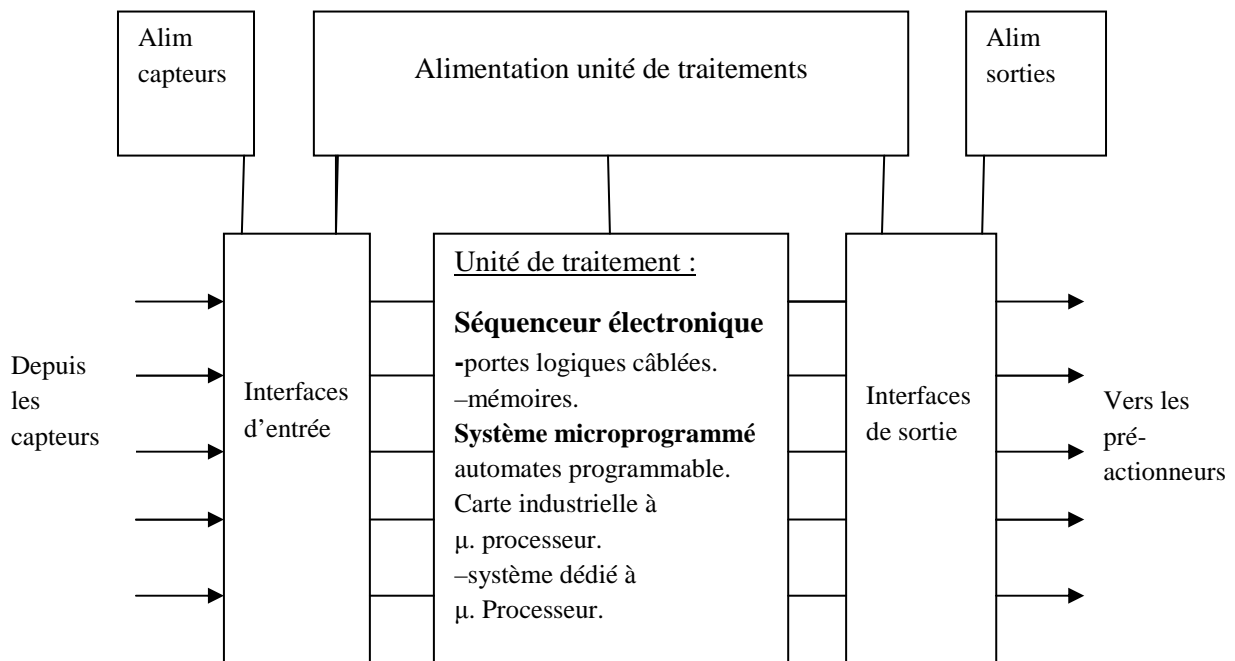 Alim
capteurs
Alimentation unité de traitements
Alim
sorties
Depuis
les
capteurs
Interfaces
d’entrée
Unité de traitement :
Séquenceur électronique
-portes logiques câblées.
–mémoires.
Système microprogrammé
automates programmable.
Carte industrielle à
μ. processeur.
–système dédié à
μ. Processeur.
Interfaces
de sortie
Vers les
pré-
actionneurs